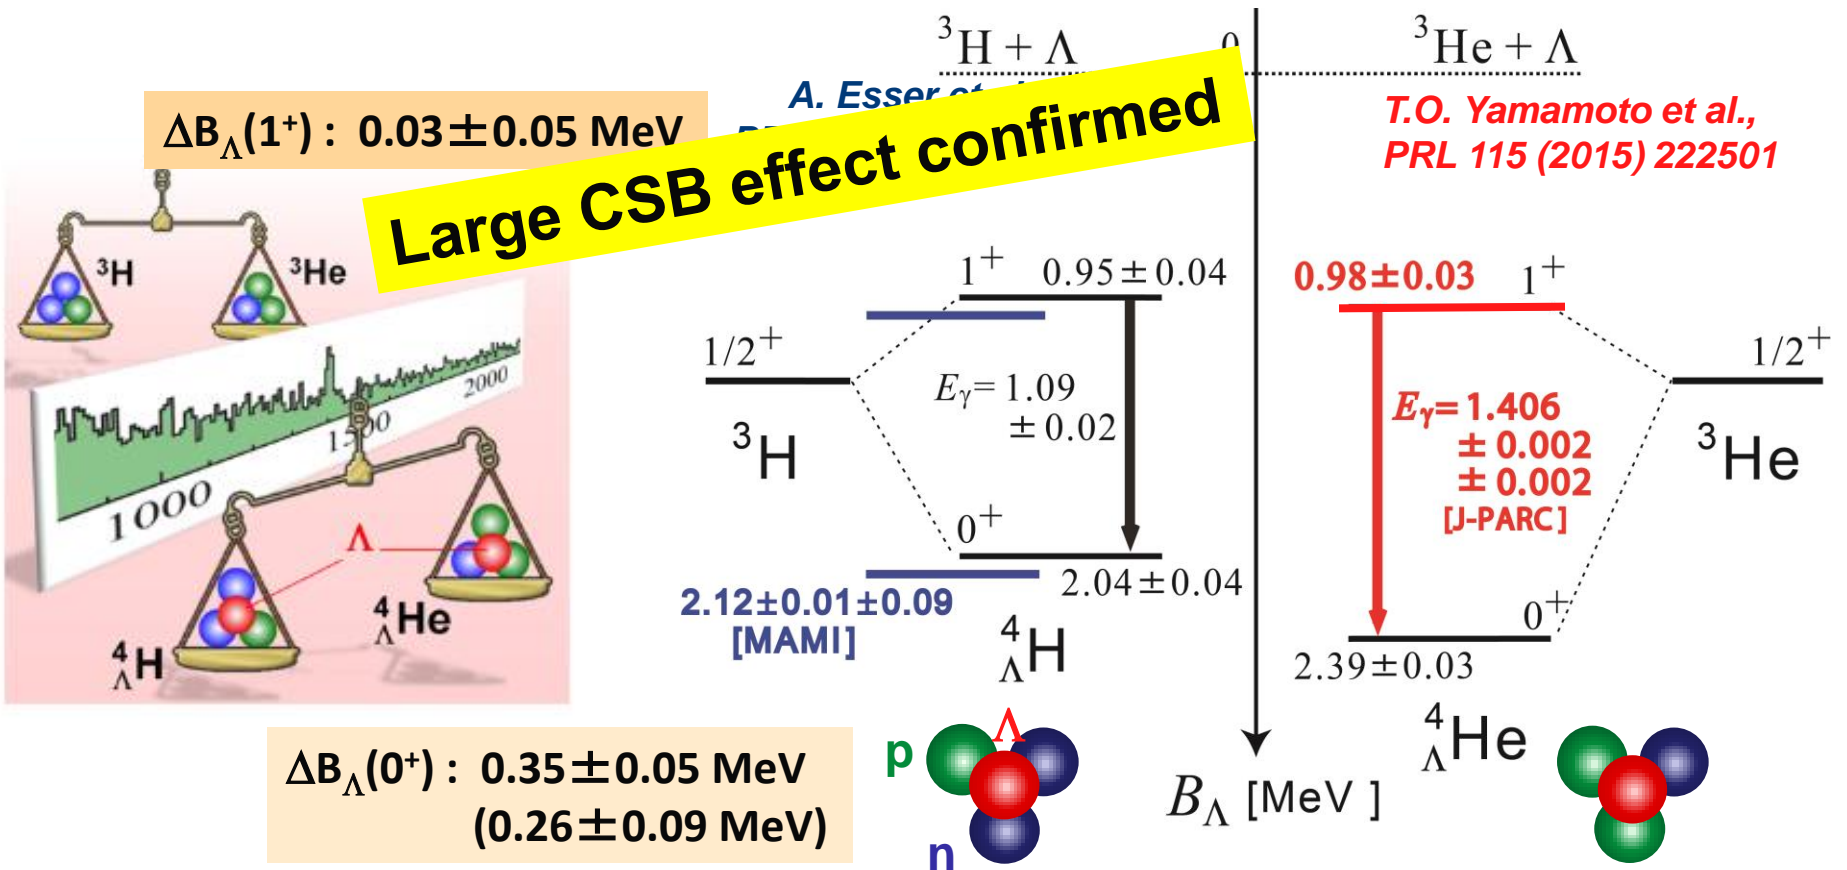 ³H + Λ
0
³He + Λ
A. Esser et
ΔB_Λ(1⁺) : 0.03±0.05 MeV
Large CSB effect confirmed
T.O. Yamamoto et al.,
PRL 115 (2015) 222501
³H
³He
1⁺
0.95±0.04
0.98±0.03
1⁺
1/2⁺
1/2⁺
E_γ= 1.09
± 0.02
E_γ= 1.406
± 0.002
± 0.002
[J-PARC]
³H
³He
1000
1500
2000
0⁺
2.04±0.04
0⁺
2.39±0.03
2.12±0.01±0.09
[MAMI]
Λ
⁴_ΛH
⁴_ΛHe
⁴_ΛH
⁴_ΛHe
ΔB_Λ(0⁺) : 0.35±0.05 MeV
(0.26±0.09 MeV)
p
Λ
n
B_Λ [MeV ]